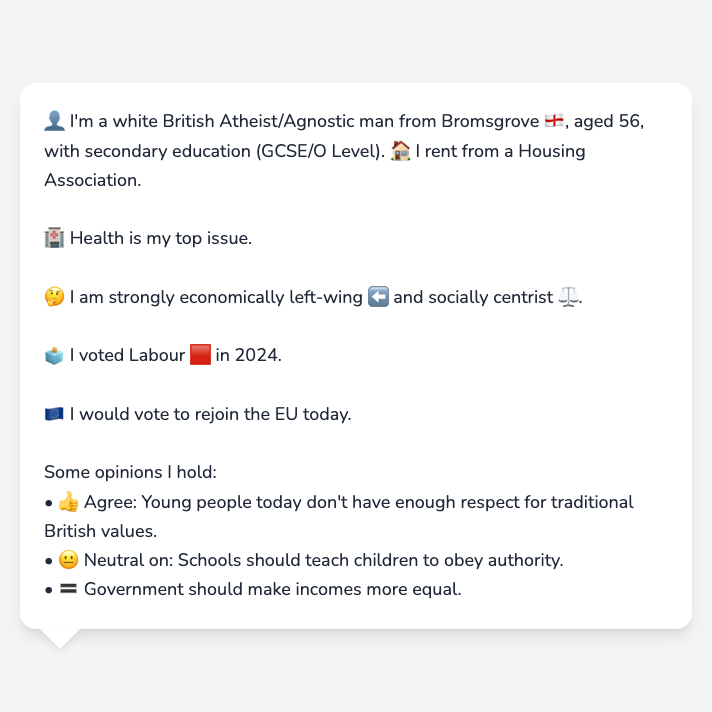 👤 I'm a white British Atheist/Agnostic man from Bromsgrove 🏴󠁧󠁢󠁥󠁮󠁧󠁿, aged 56,
with secondary education (GCSE/O Level). 🏠 I rent from a Housing
Association.
🏥 Health is my top issue.
🤔 I am strongly economically left-wing ⬅️ and socially centrist ⚖️.
🗳️ I voted Labour 🟥 in 2024.
🇪🇺 I would vote to rejoin the EU today.
Some opinions I hold:
• 👍 Agree: Young people today don't have enough respect for traditional
British values.
• 😐 Neutral on: Schools should teach children to obey authority.
• 🟰 Government should make incomes more equal.